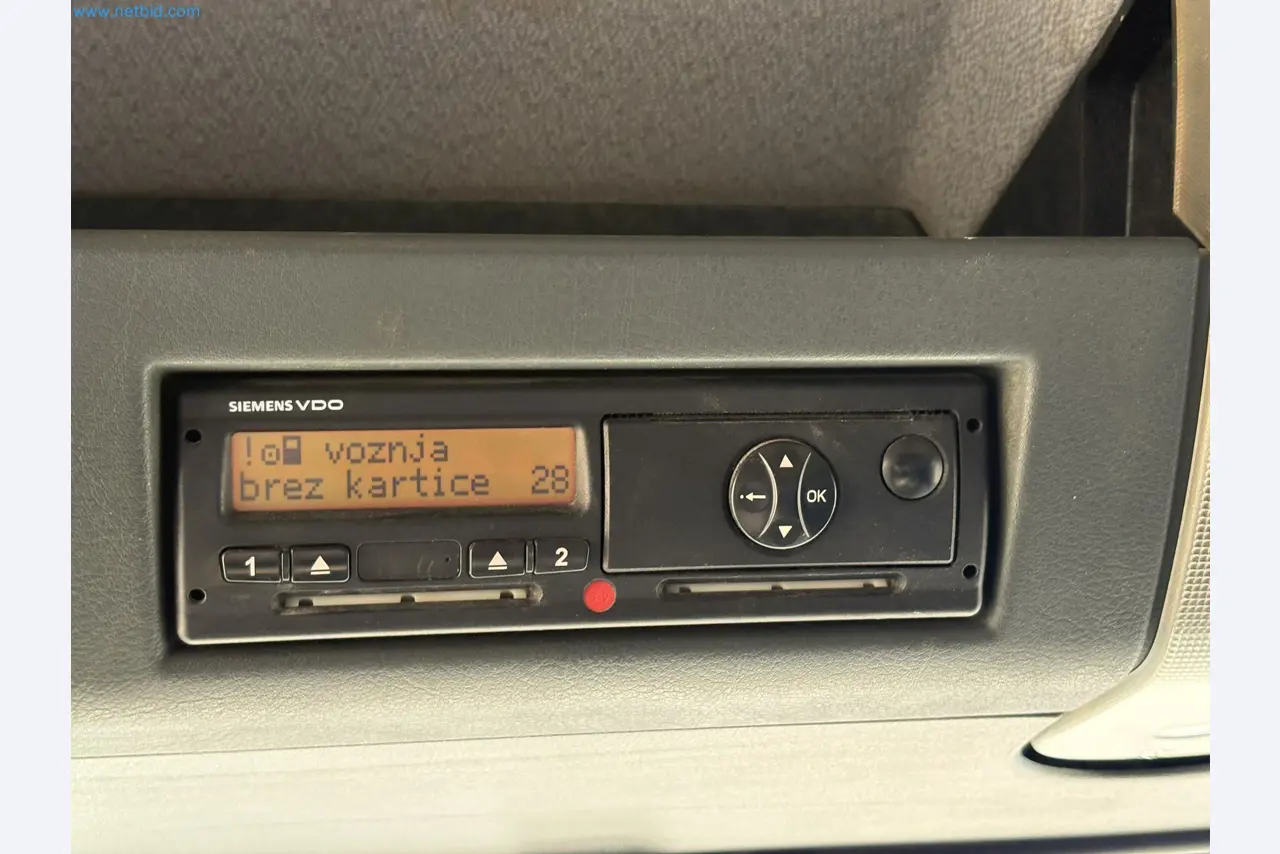 www.netbid.com
SIEMENS VDO
! voznja
brez kartice 28
1
2
OK